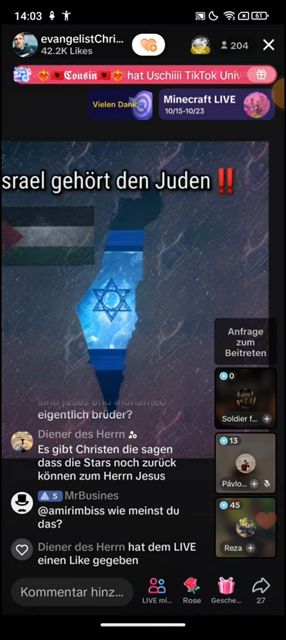 14:03
61
evangelistChri...
42.2K Likes
204
Cousin hat Uschiiii TikTok Univ
Vielen Dank
Minecraft LIVE
10/15-10/23
srael gehört den Juden‼️
Anfrage
zum
Beitreten
0
Soldier f...
13
Pávlo...
45
Reza
sind Jesus und Mohamed
eigentlich brüder?
Diener des Herrn
Es gibt Christen die sagen
dass die Stars noch zurück
können zum Herrn Jesus
5 MrBusines
@amirimbiss wie meinst du
das?
Diener des Herrn hat dem LIVE
einen Like gegeben
Kommentar hinz...
LIVE mi...
Rose
Gesche...
27